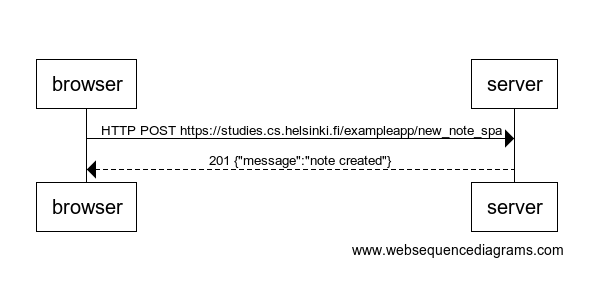 browser
server
HTTP POST https://studies.cs.helsinki.fi/exampleapp/new_note_spa
201 {"message":"note created"}
browser
server
www.websequencediagrams.com